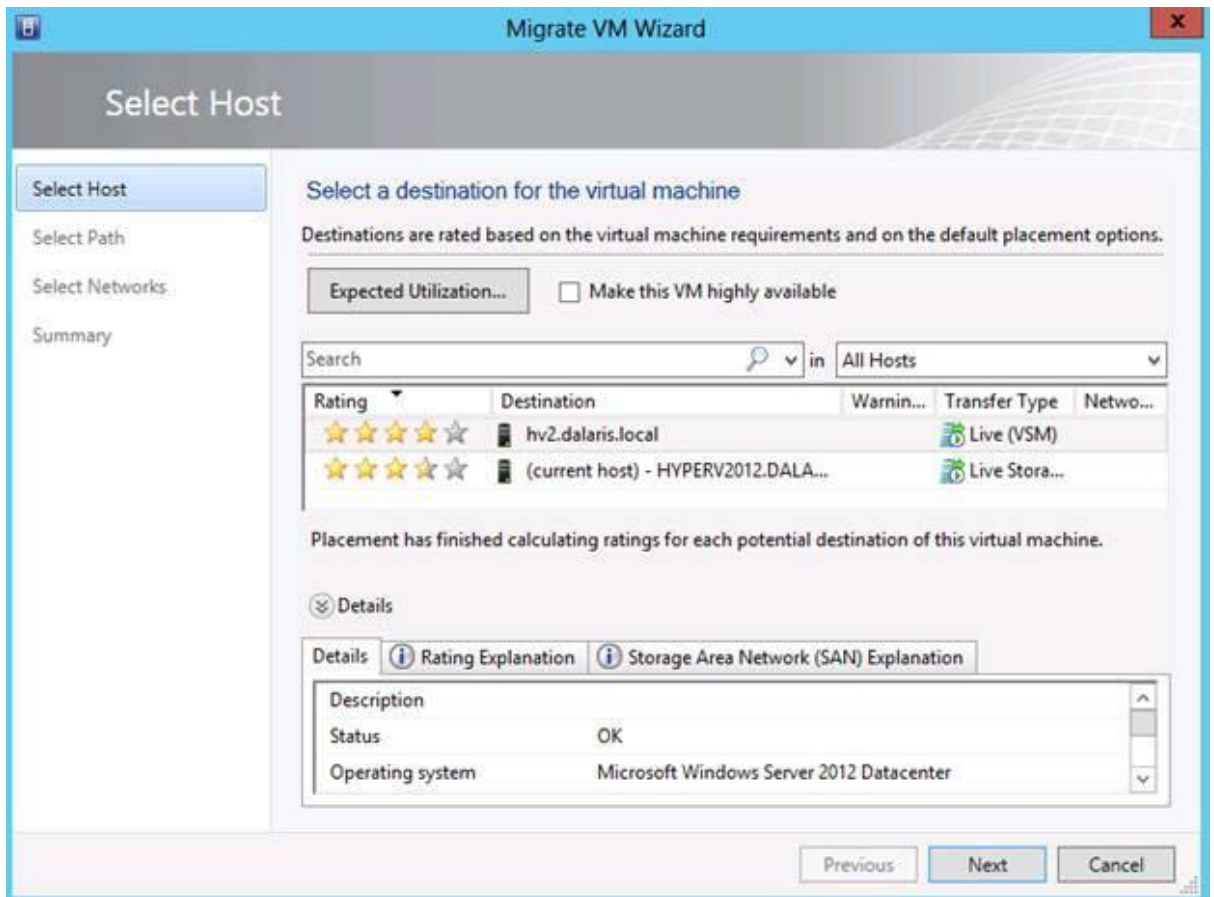 Migrate VM Wizard
x
Select Host
Select Host
Select Path
Select Networks
Summary
Select a destination for the virtual machine
Destinations are rated based on the virtual machine requirements and on the default placement options.
Expected Utilization... Make this VM highly available
Search in All Hosts
Rating Destination Warnin... Transfer Type Netwo...
hv2.dalaris.local Live (VSM)
(current host) - HYPERV2012.DALA... Live Stora...
Placement has finished calculating ratings for each potential destination of this virtual machine.
Details
Details Rating Explanation Storage Area Network (SAN) Explanation
Description
Status OK
Operating system Microsoft Windows Server 2012 Datacenter
Previous Next Cancel